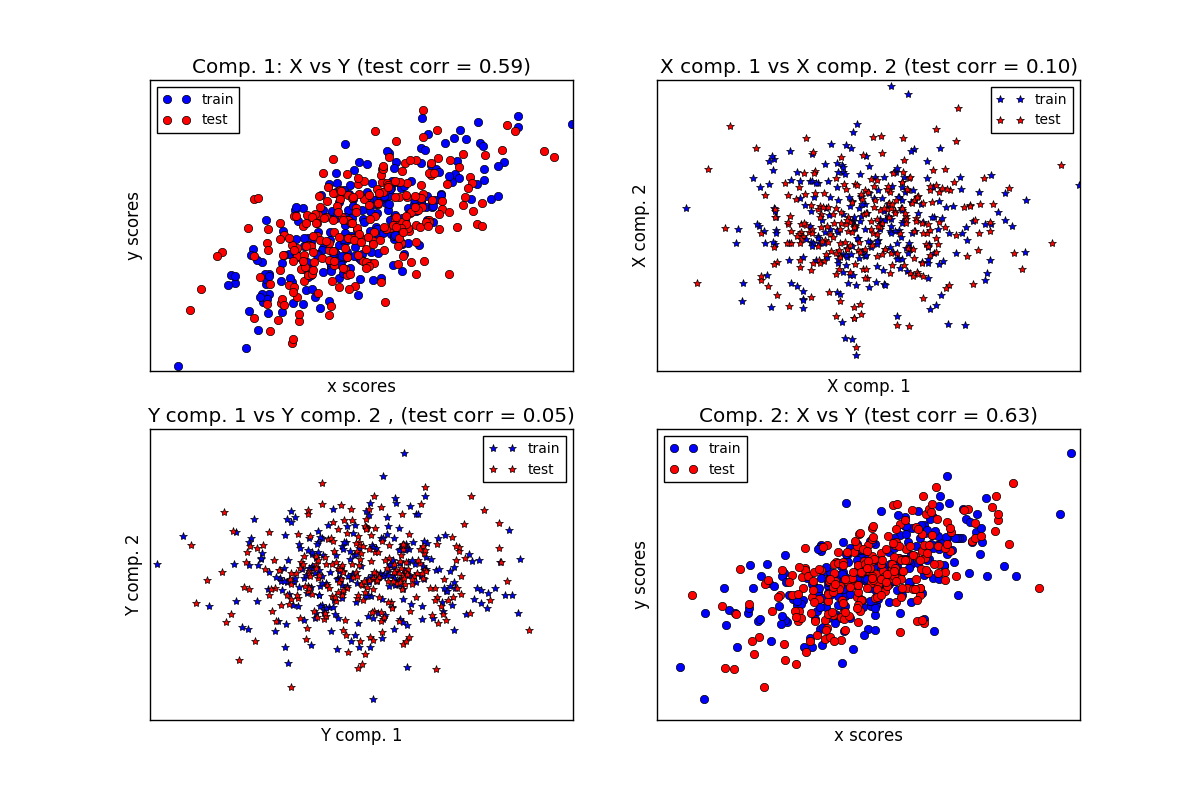 Comp. 1: X vs Y (test corr = 0.59)
train
test
y scores
x scores
X comp. 1 vs X comp. 2 (test corr = 0.10)
train
test
X comp. 2
X comp. 1
Y comp. 1 vs Y comp. 2 , (test corr = 0.05)
train
test
Y comp. 2
Y comp. 1
Comp. 2: X vs Y (test corr = 0.63)
train
test
y scores
x scores